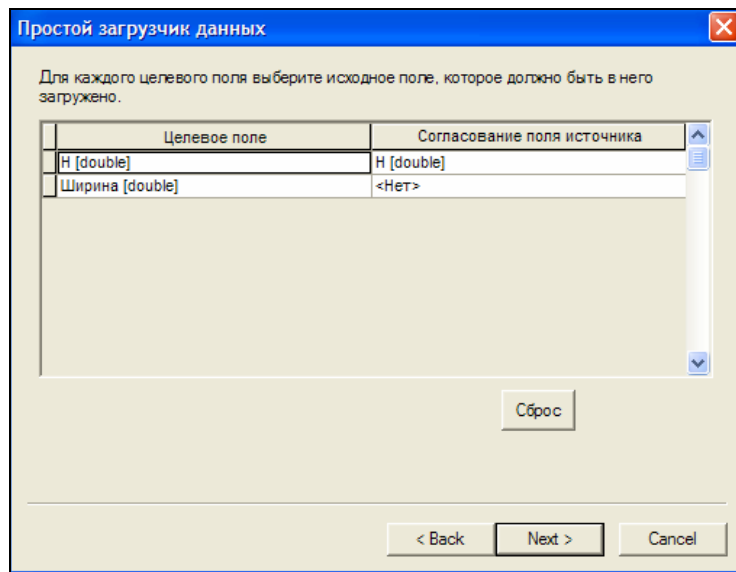 Простой загрузчик данных
Для каждого целевого поля выберите исходное поле, которое должно быть в него
загружено.
Целевое поле Согласование поля источника
H [double] H [double]
Ширина [double] <Нет>
Сброс
< Back Next > Cancel